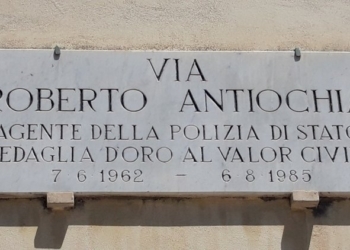 VIA
ROBERTO ANTIOCHIA
AGENTE DELLA POLIZIA DI STATO
MEDAGLIA D'ORO AL VALOR CIVILE
7 6 1962 - 6 8 1985